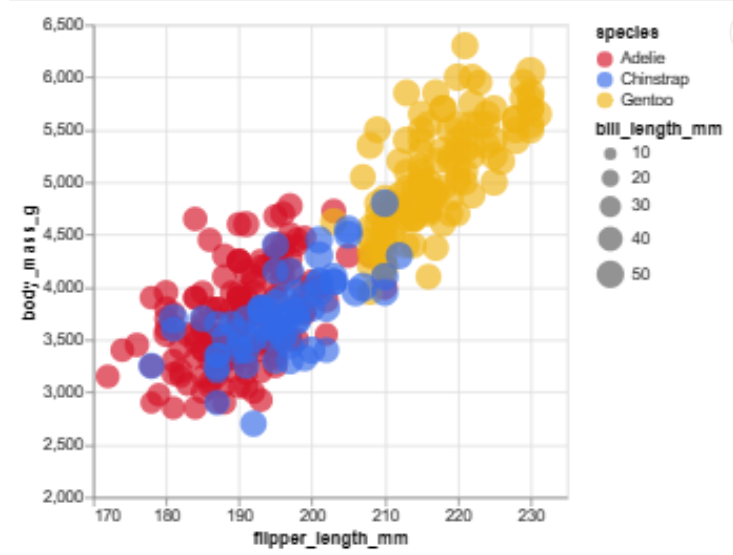 6,500
6,000
5,500
5,000
4,500
4,000
3,500
3,000
2,500
2,000
body_mass_g
170 180 190 200 210 220 230
flipper_length_mm
species
Adelie
Chinstrap
Gentoo
bill_length_mm
10
20
30
40
50